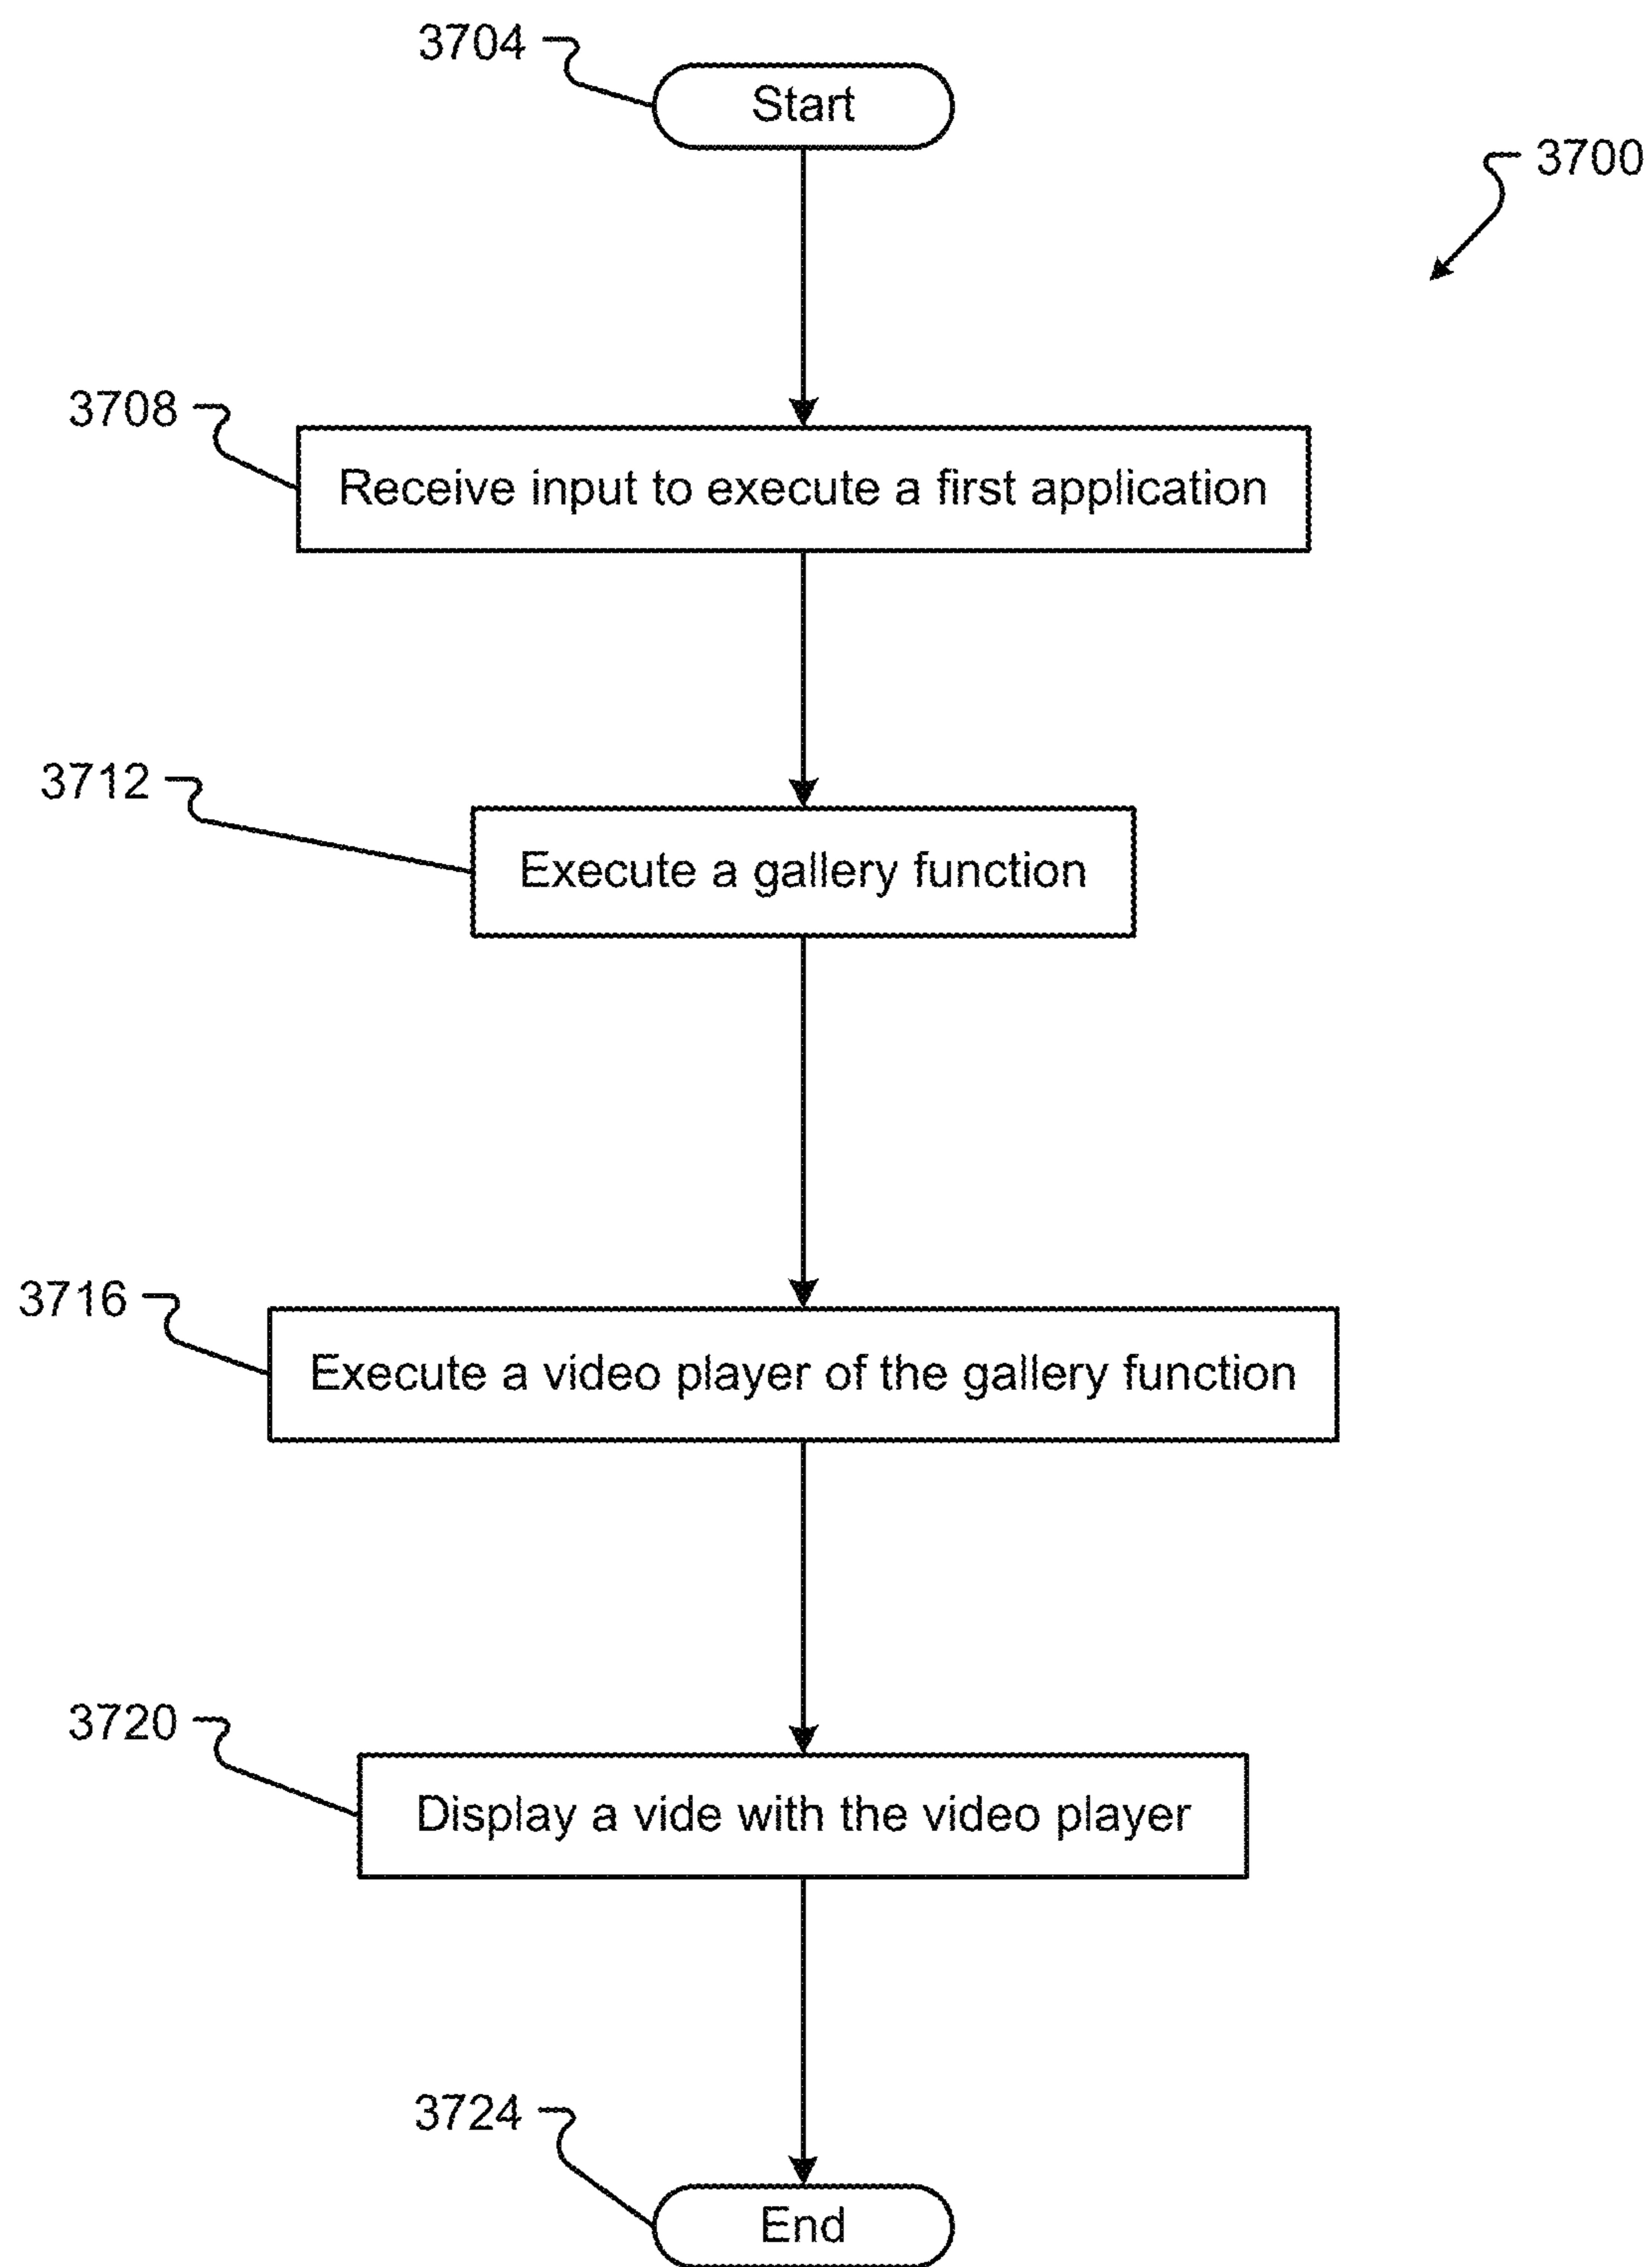 3704
Start
3700
3708
Receive input to execute a first application
3712
Execute a gallery function
3716
Execute a video player of the gallery function
3720
Display a vide with the video player
3724
End